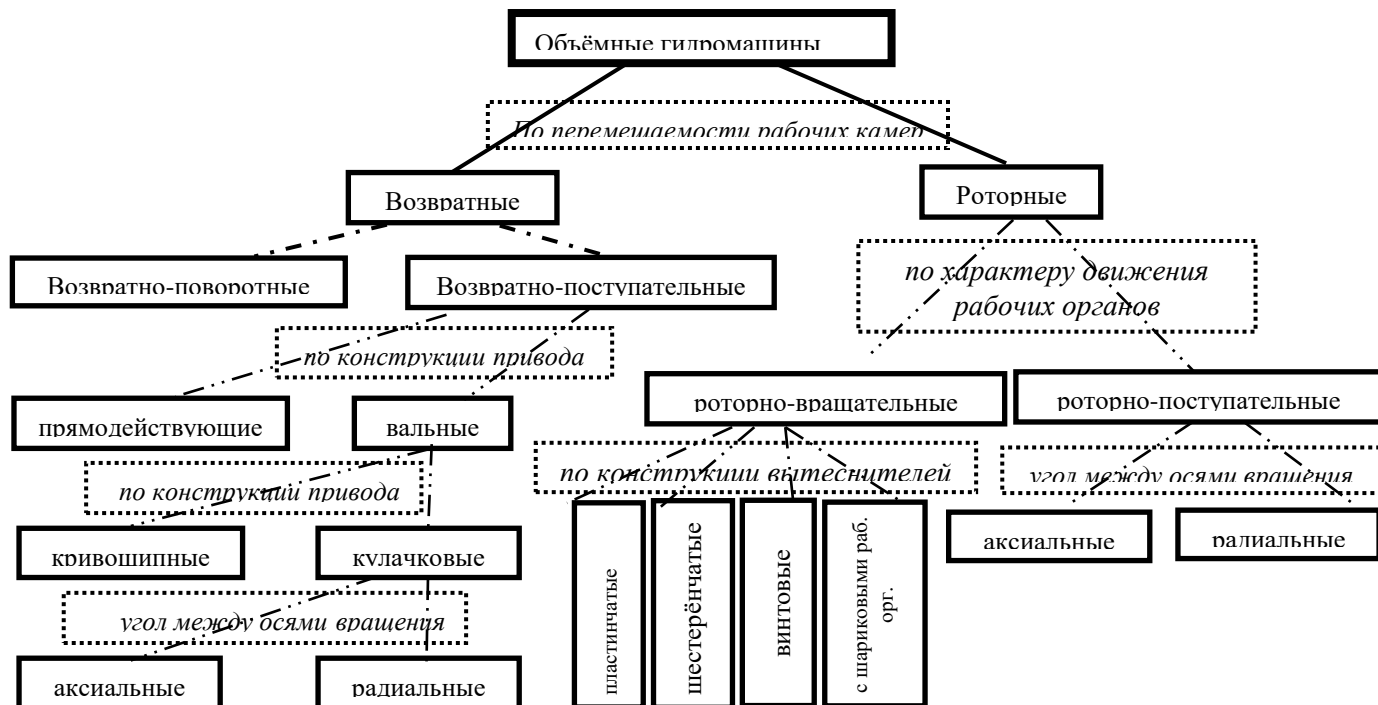 Объёмные гидромашины
По перемещаемости рабочих камер
Возвратные
Роторные
по характеру движения
рабочих органов
Возвратно-поворотные
Возвратно-поступательные
по конструкции привода
роторно-вращательные
роторно-поступательные
прямодействующие
вальные
по конструкции вытеснителей
угол между осями вращения
по конструкции привода
кривошипные
кулачковые
пластинчатые
шестерёнчатые
винтовые
с шариковыми раб.
орг.
аксиальные
радиальные
угол между осями вращения
аксиальные
радиальные